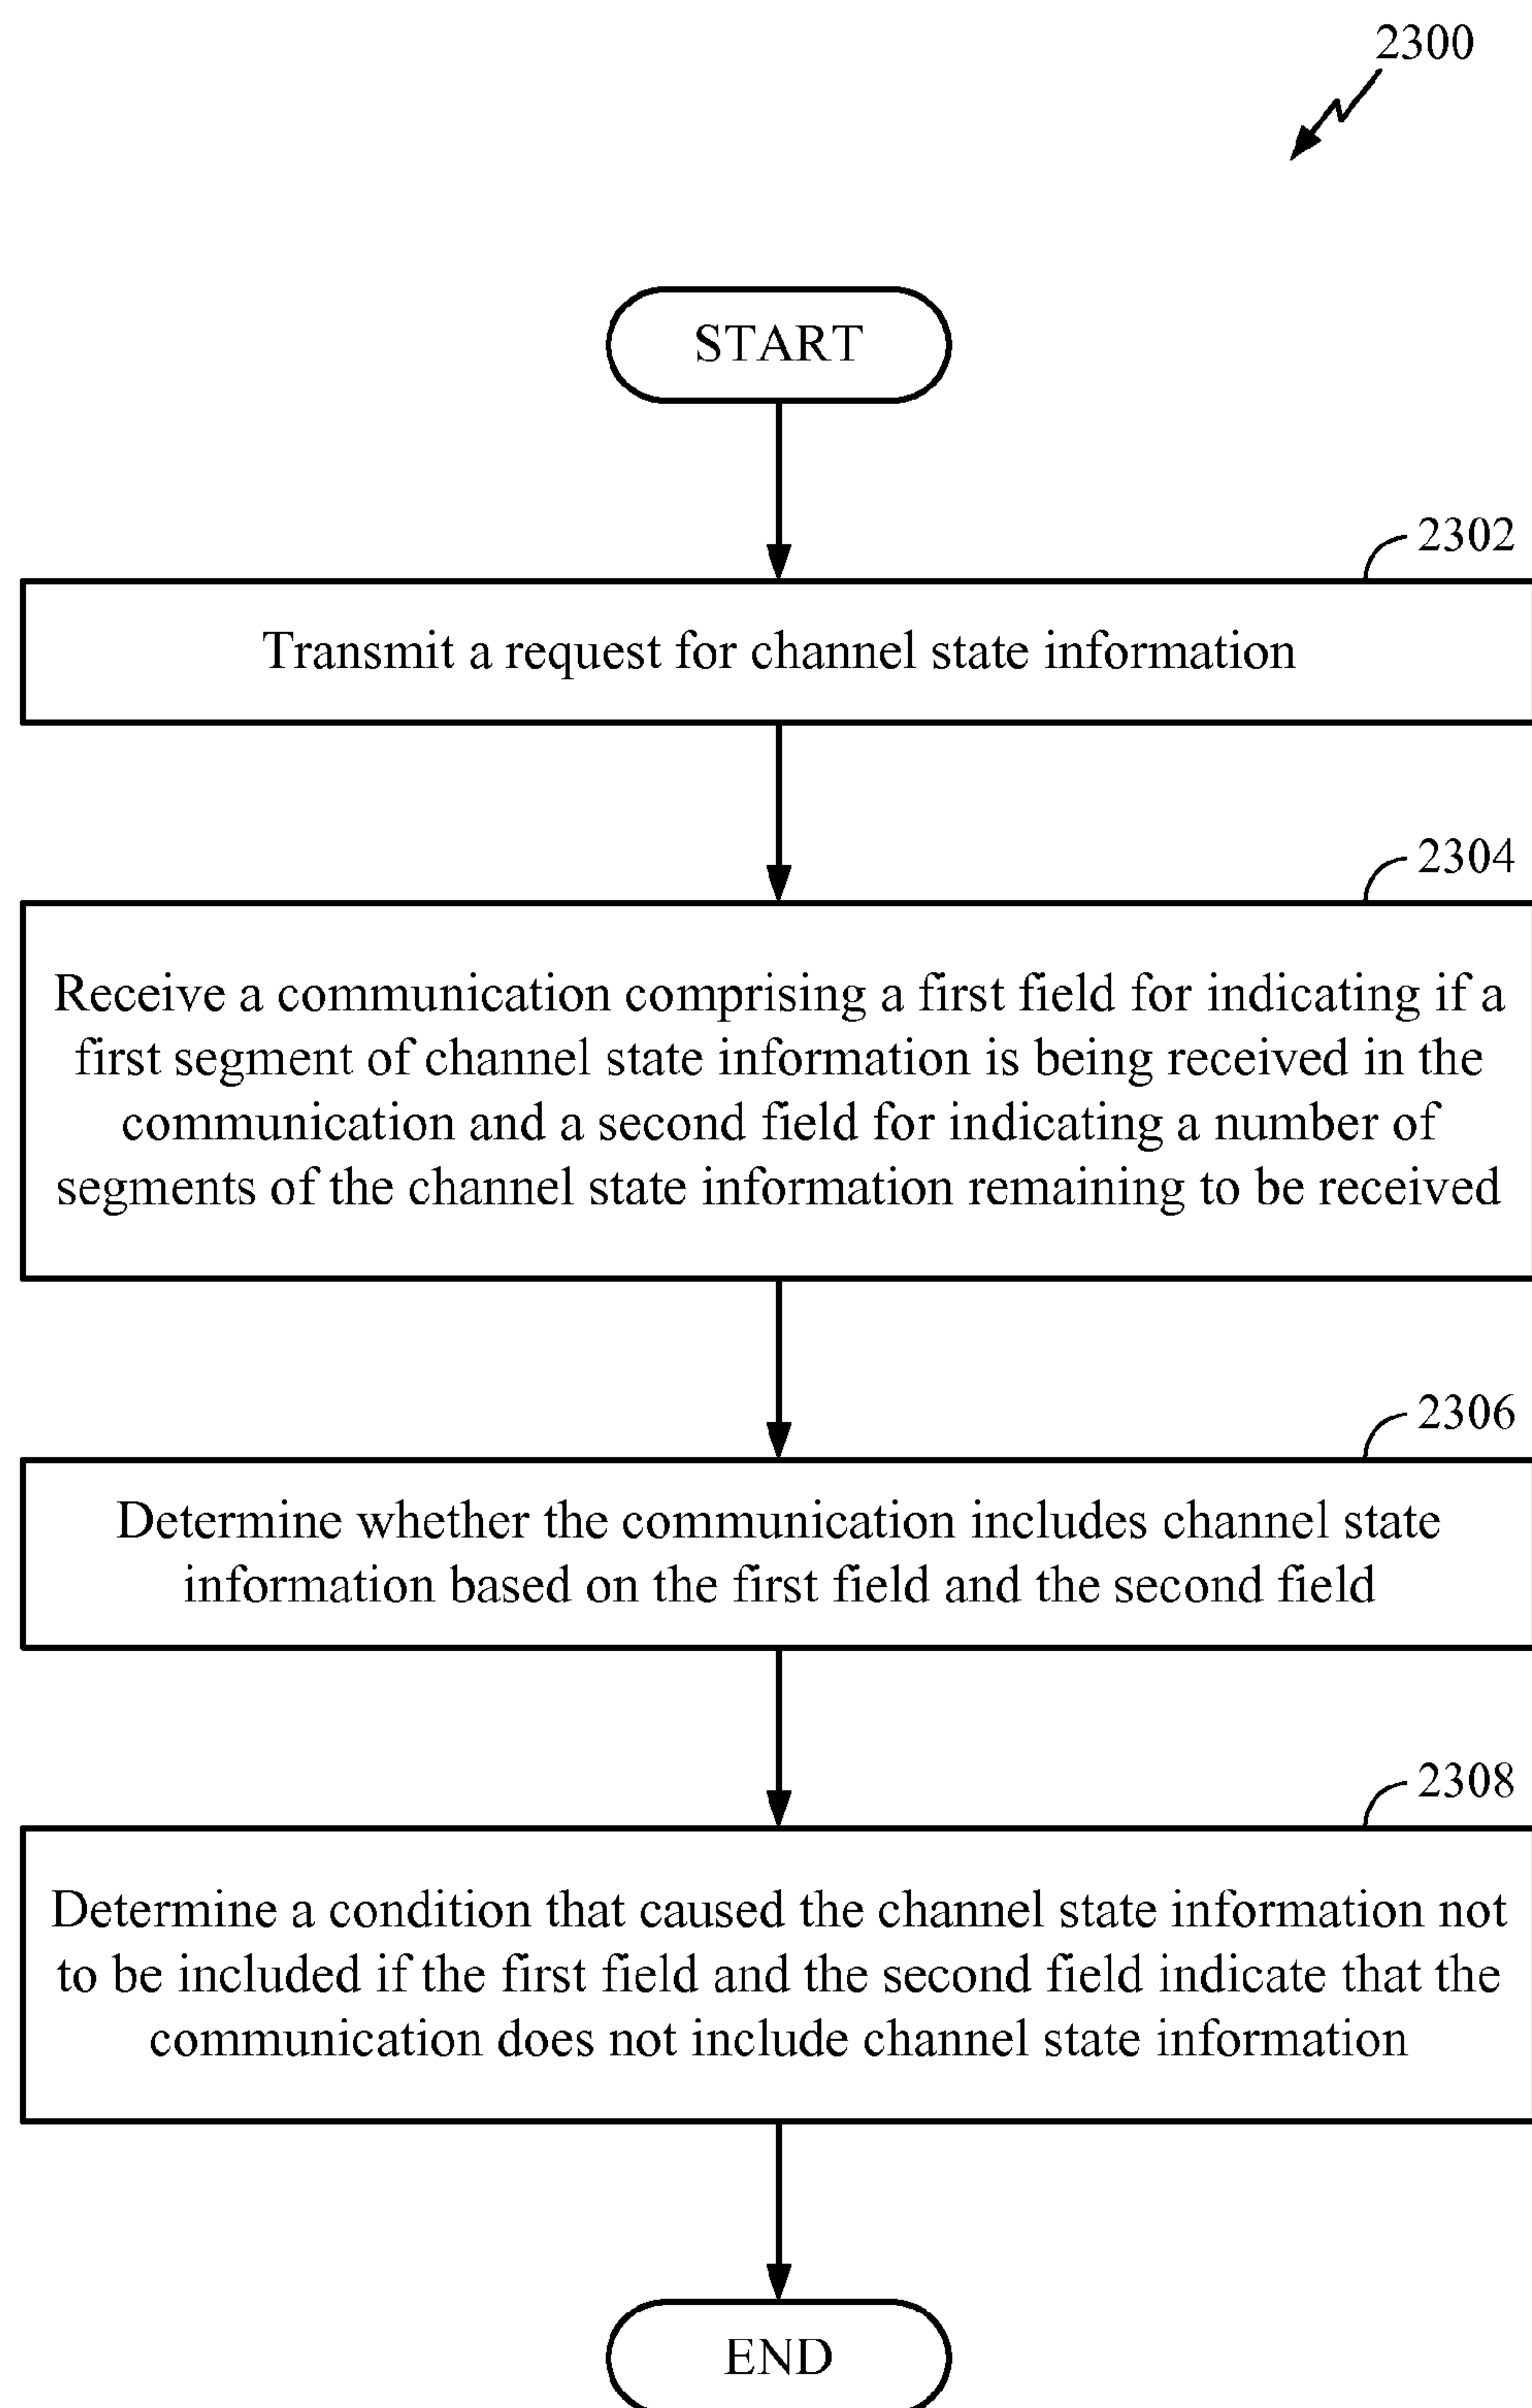 2300
START
2302
Transmit a request for channel state information
2304
Receive a communication comprising a first field for indicating if a
first segment of channel state information is being received in the
communication and a second field for indicating a number of
segments of the channel state information remaining to be received
2306
Determine whether the communication includes channel state
information based on the first field and the second field
2308
Determine a condition that caused the channel state information not
to be included if the first field and the second field indicate that the
communication does not include channel state information
END